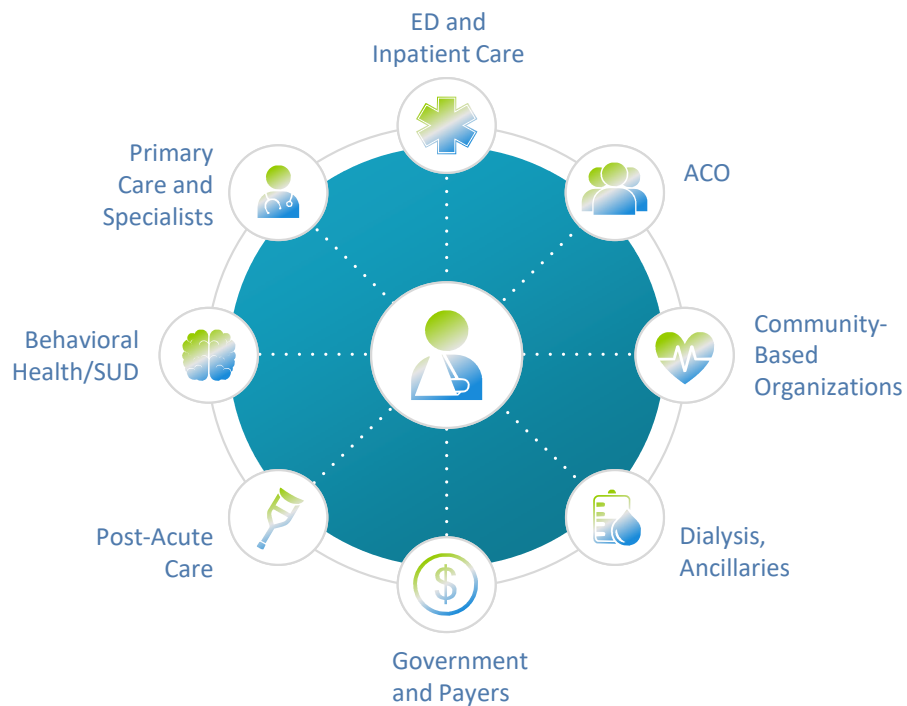 ED and
Inpatient Care
ACO
Community-
Based
Organizations
Dialysis,
Ancillaries
Government
and Payers
Post-Acute
Care
Behavioral
Health/SUD
Primary
Care and
Specialists
$